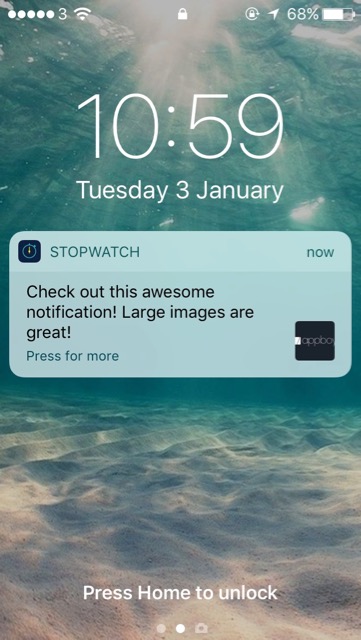 3 68%
10:59
Tuesday 3 January
STOPWATCH now
Check out this awesome
notification! Large images are
great!
Press for more
appboy
Press Home to unlock